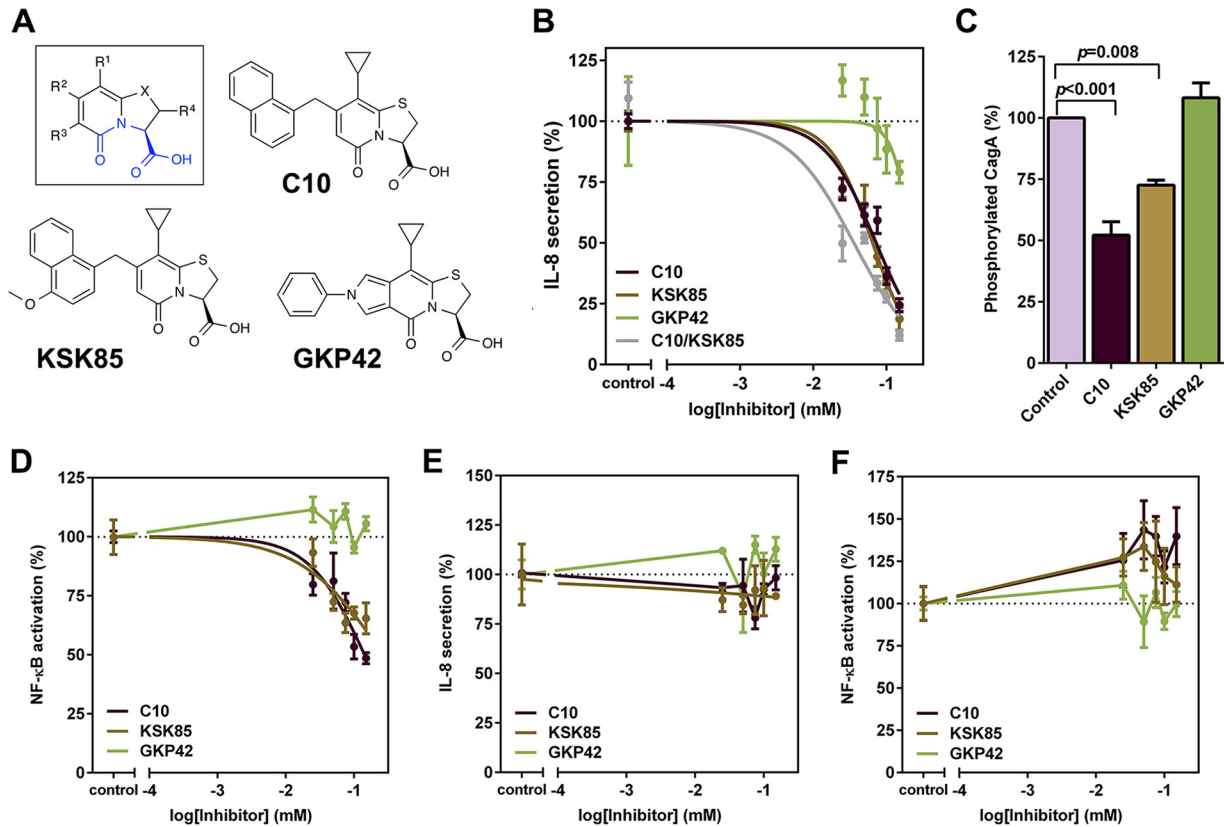 A
R1
R2
X
R4
R3
N
O
O
OH
S
N
O
O
OH
C10
S
N
O
O
O
OH
KSK85
S
N
N
O
O
OH
GKP42
B
IL-8 secretion (%)
125
100
75
50
25
0
C10
KSK85
GKP42
C10/KSK85
control -4 -3 -2 -1
log[Inhibitor] (mM)
C
Phosphorylated CagA (%)
125
100
75
50
25
0
p=0.008
p<0.001
Control
C10
KSK85
GKP42
D
NF-κB activation (%)
125
100
75
50
25
0
C10
KSK85
GKP42
control -4 -3 -2 -1
log[Inhibitor] (mM)
E
IL-8 secretion (%)
150
125
100
75
50
25
0
C10
KSK85
GKP42
control -4 -3 -2 -1
log[Inhibitor] (mM)
F
NF-κB activation (%)
175
150
125
100
75
50
25
0
C10
KSK85
GKP42
control -4 -3 -2 -1
log[Inhibitor] (mM)